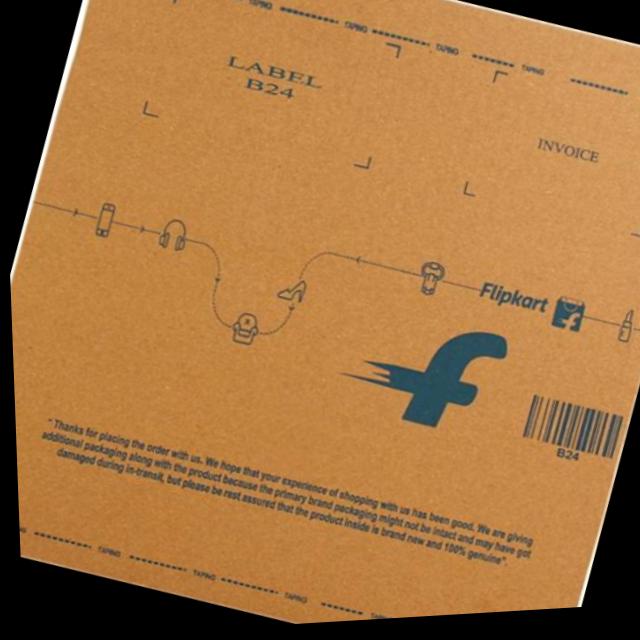 TAPING TAPING TAPING TAPING
LABEL
B24
INVOICE
Flipkart
B24
" Thanks for placing the order with us. We hope that your experience of shopping with us has been good. We are giving
additional packaging along with the product because the primary brand packaging might not be intact and may have got
damaged during in-transit, but please be rest assured that the product inside is brand new and 100% genuine"
TAPING TAPING TAPING